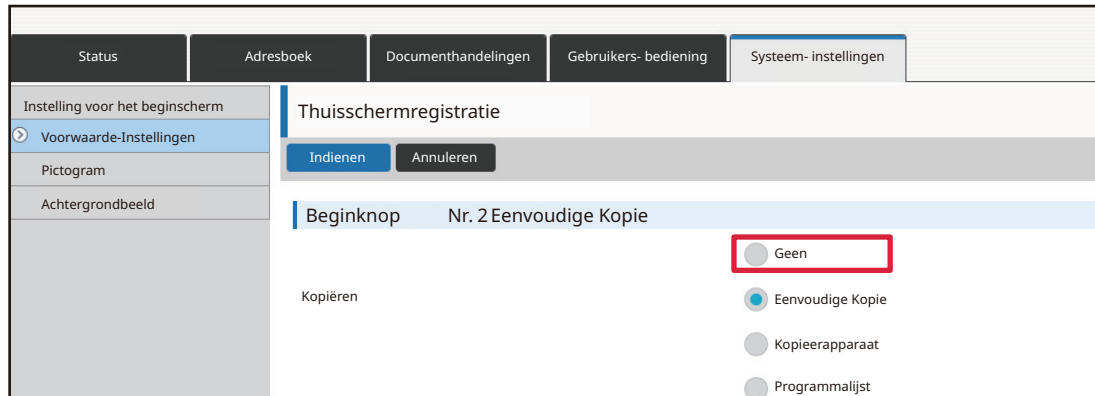 Status Adresboek Documenthandelingen Gebruikers- bediening Systeem- instellingen
Instelling voor het beginscherm
Voorwaarde-Instellingen
Pictogram
Achtergrondbeeld
Thuisschermregistratie
Indienen Annuleren
Beginknop Nr. 2 Eenvoudige Kopie
Geen
Kopiëren Eenvoudige Kopie
Kopieerapparaat
Programmalijst